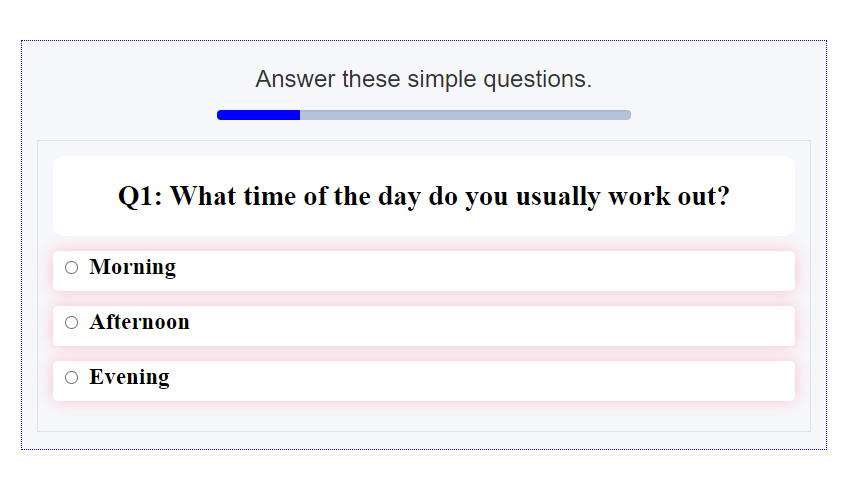 Answer these simple questions.
Q1: What time of the day do you usually work out?
Morning
Afternoon
Evening